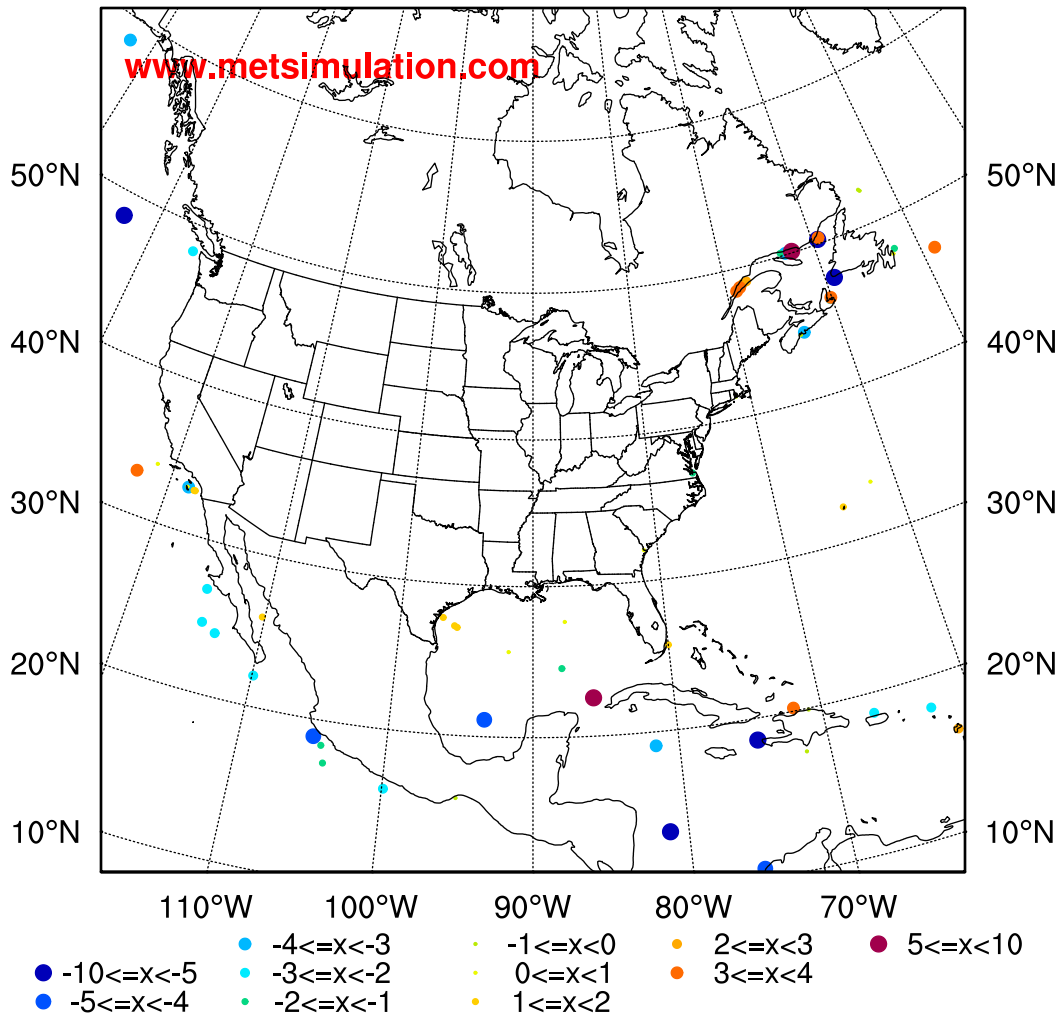 www.metsimulation.com
50°N 50°N
40°N 40°N
30°N 30°N
20°N 20°N
10°N 10°N
110°W 100°W 90°W 80°W 70°W
-4<=x<-3 -1<=x<0 2<=x<3 5<=x<10
-10<=x<-5 -3<=x<-2 0<=x<1 3<=x<4
-5<=x<-4 -2<=x<-1 1<=x<2